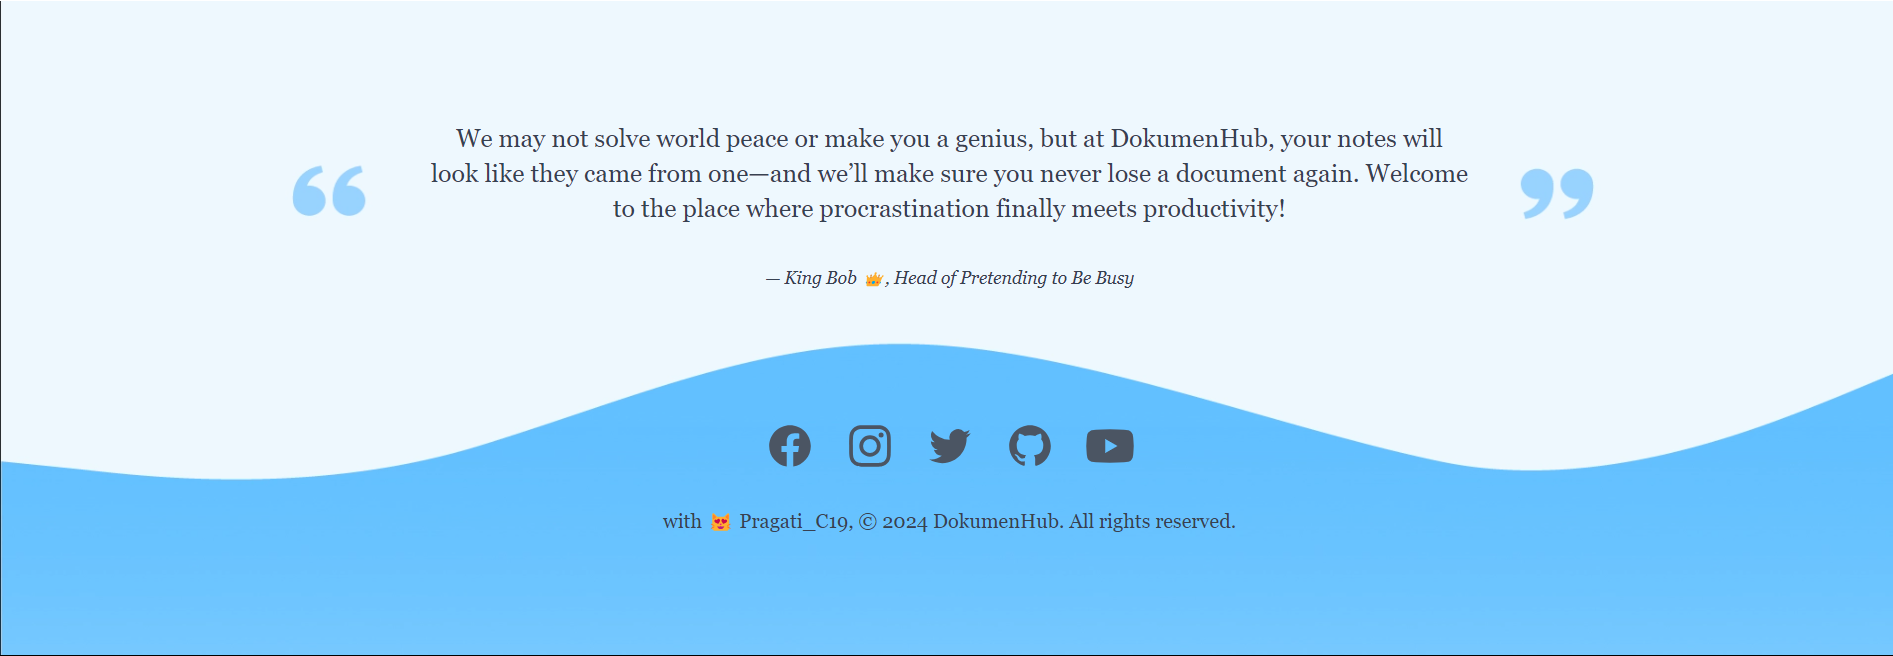 We may not solve world peace or make you a genius, but at DokumenHub, your notes will
look like they came from one—and we’ll make sure you never lose a document again. Welcome
to the place where procrastination finally meets productivity!
— King Bob 👑, Head of Pretending to Be Busy
with 😻 Pragati_C19, © 2024 DokumenHub. All rights reserved.